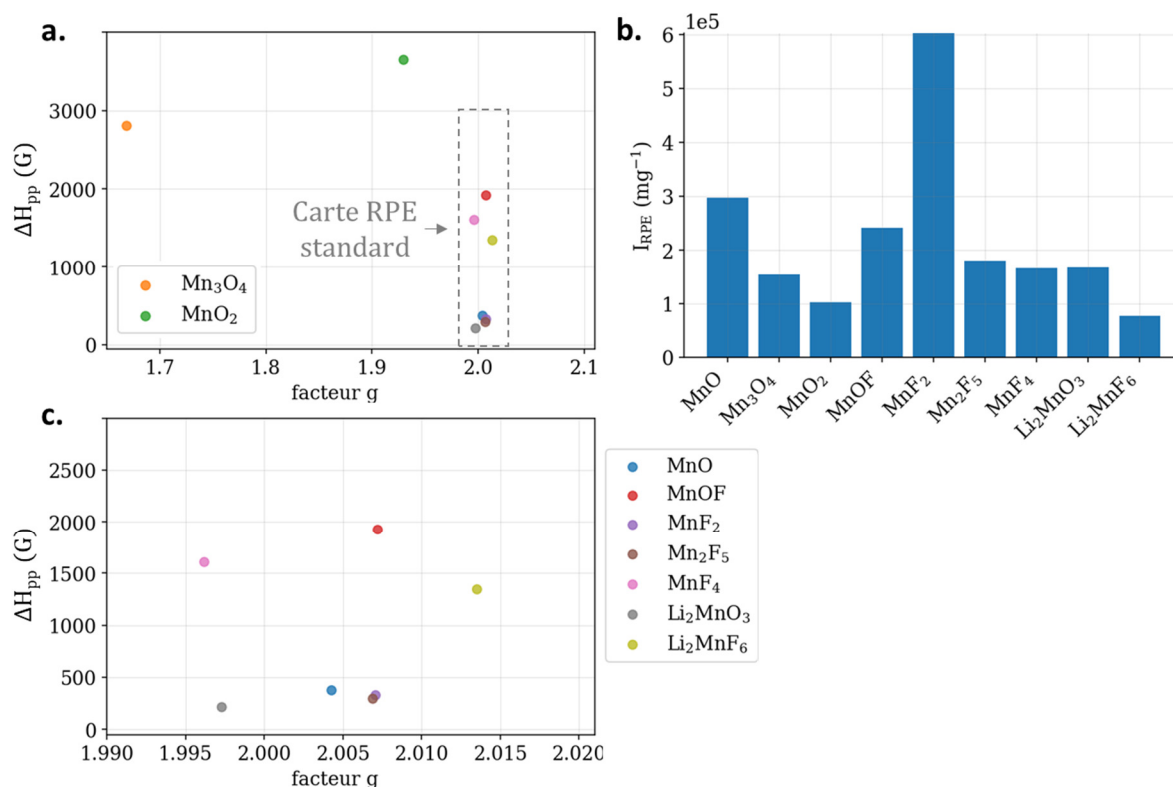 a.
ΔHpp (G)
3000
2000
1000
0
Carte RPE
standard
Mn₃O₄
MnO₂
1.7
1.8
1.9
2.0
2.1
facteur g
b.
1e5
I_RPE (mg⁻¹)
6
5
4
3
2
1
0
MnO
Mn₃O₄
MnO₂
MnOF
MnF₂
Mn₂F₅
MnF₄
Li₂MnO₃
Li₂MnF₆
c.
ΔHpp (G)
2500
2000
1500
1000
500
0
1.990
1.995
2.000
2.005
2.010
2.015
2.020
facteur g
MnO
MnOF
MnF₂
Mn₂F₅
MnF₄
Li₂MnO₃
Li₂MnF₆